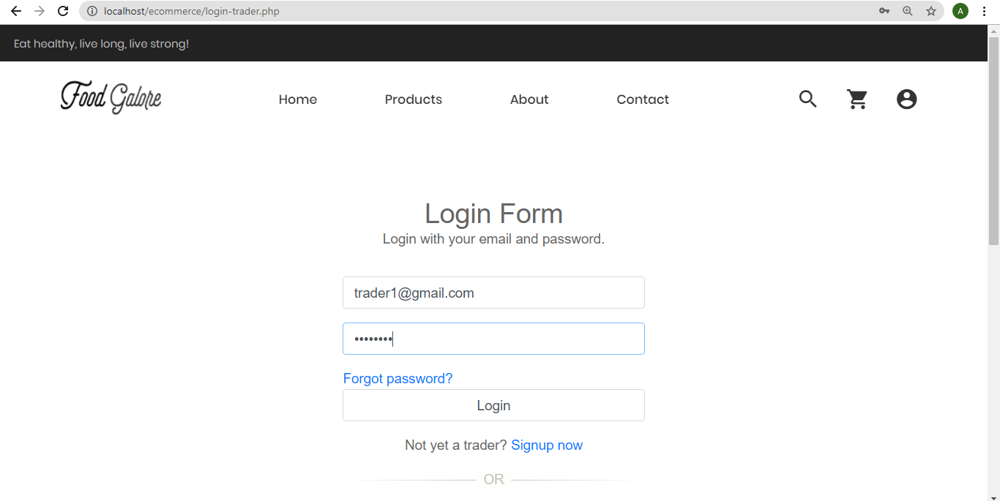 localhost/ecommerce/login-trader.php
A
Eat healthy, live long, live strong!
Food Galore
Home
Products
About
Contact
Login Form
Login with your email and password.
trader1@gmail.com
••••••••
Forgot password?
Login
Not yet a trader? Signup now
OR